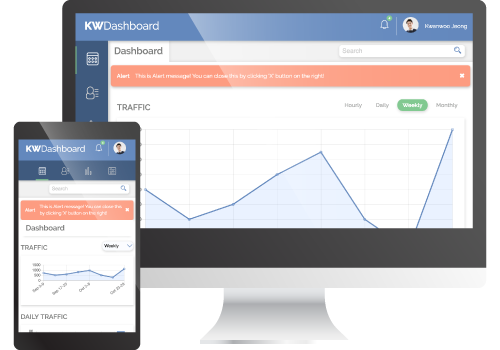 KWDashboard
Kwanwoo Jeong
Dashboard
Search
Alert This is Alert message! You can close this by clicking 'X' button on the right!
TRAFFIC
Hourly Daily Weekly Monthly
KWDashboard
Search
Alert This is Alert message! You can close this
by clicking 'X' button on the right!
Dashboard
TRAFFIC
Weekly
1500
1000
500
0
DAILY TRAFFIC